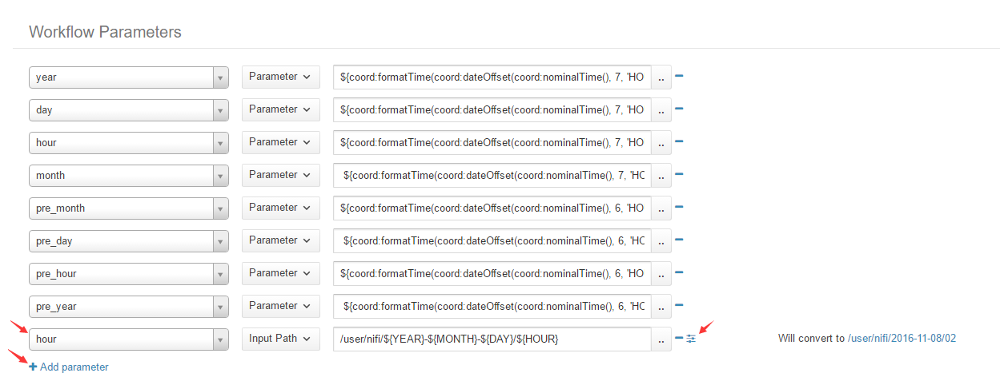 Workflow Parameters
year Parameter ${coord:formatTime(coord:dateOffset(coord:nominalTime(), 7, 'HO ..
day Parameter ${coord:formatTime(coord:dateOffset(coord:nominalTime(), 7, 'HO ..
hour Parameter ${coord:formatTime(coord:dateOffset(coord:nominalTime(), 7, 'HO ..
month Parameter ${coord:formatTime(coord:dateOffset(coord:nominalTime(), 7, 'HO ..
pre_month Parameter ${coord:formatTime(coord:dateOffset(coord:nominalTime(), 6, 'HO ..
pre_day Parameter ${coord:formatTime(coord:dateOffset(coord:nominalTime(), 6, 'HO ..
pre_hour Parameter ${coord:formatTime(coord:dateOffset(coord:nominalTime(), 6, 'HO ..
pre_year Parameter ${coord:formatTime(coord:dateOffset(coord:nominalTime(), 6, 'HO ..
hour Input Path /user/nifi/${YEAR}-${MONTH}-${DAY}/${HOUR} .. Will convert to /user/nifi/2016-11-08/02
+ Add parameter